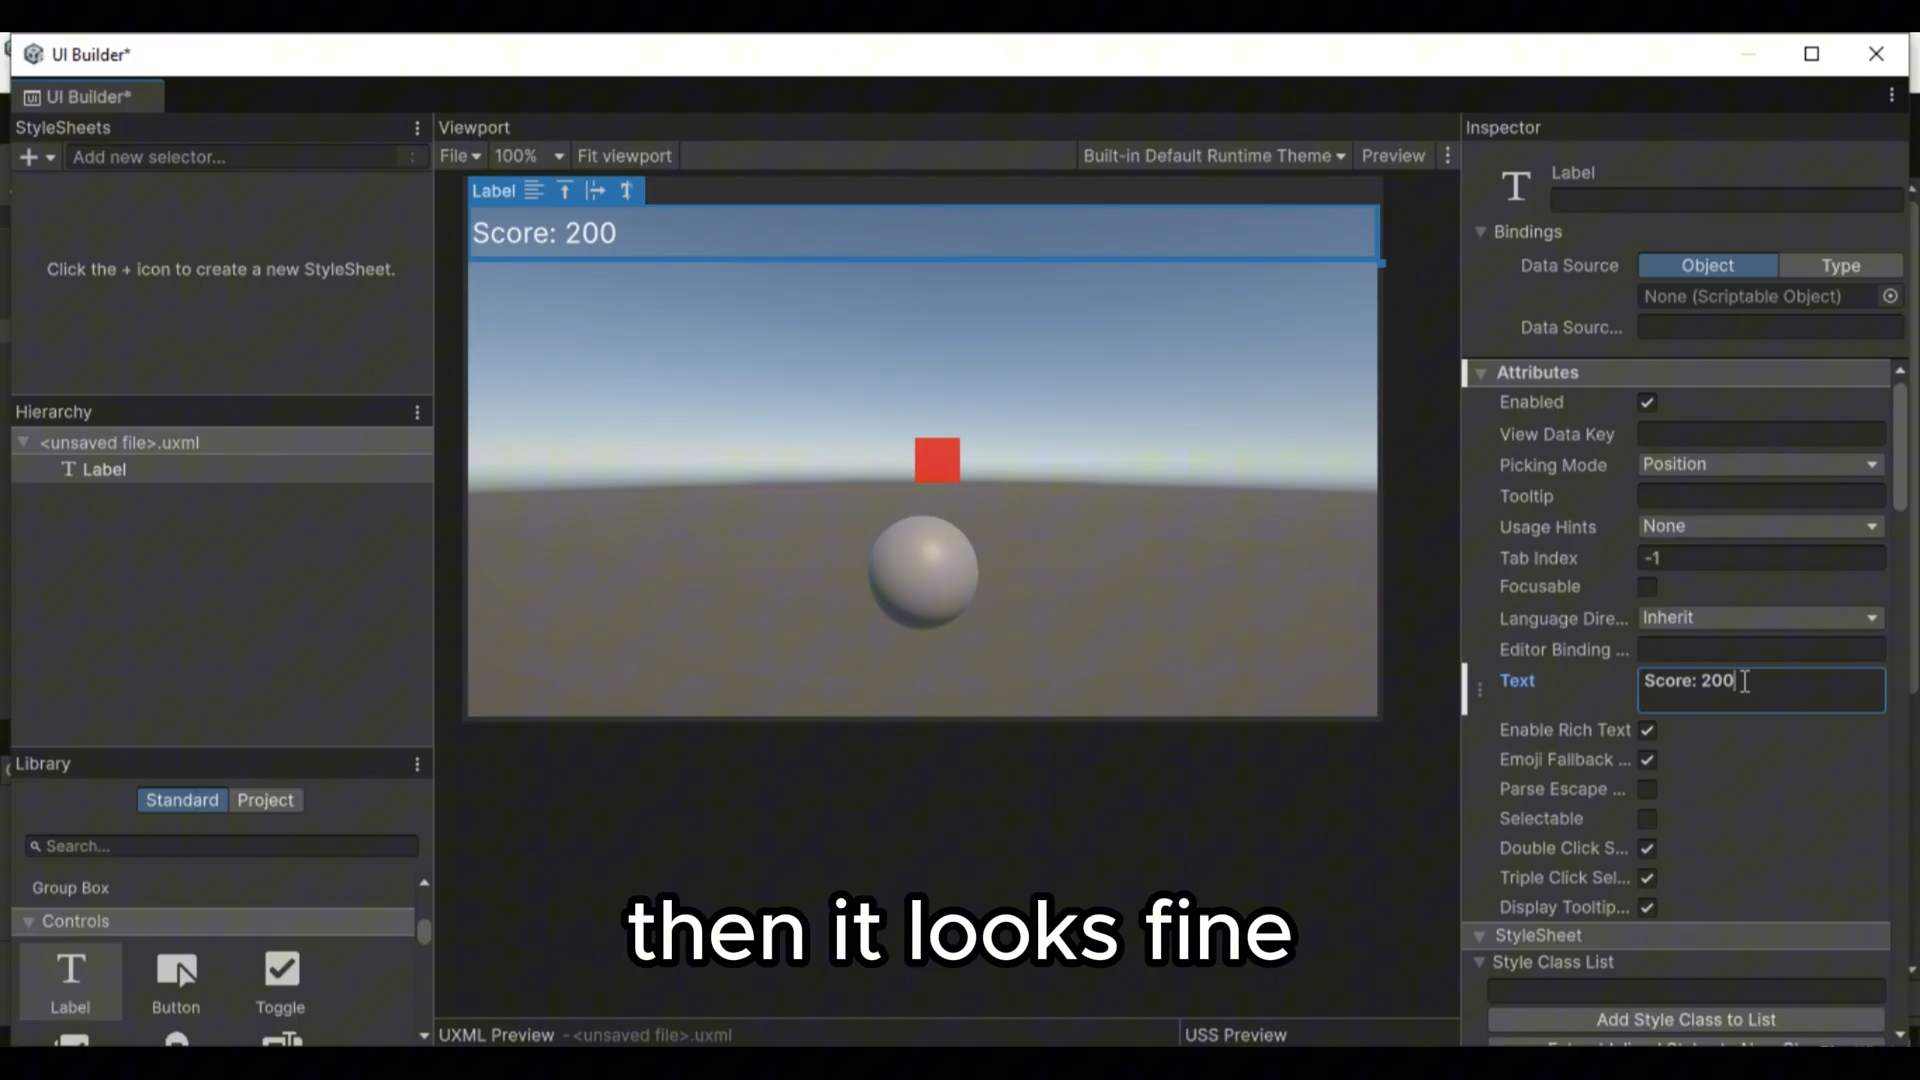 UI Builder*
UI Builder*
StyleSheets
Add new selector...
Click the + icon to create a new StyleSheet.
Hierarchy
<unsaved file>.uxml
Label
Library
Standard
Project
Search...
Group Box
Controls
Label
Button
Toggle
Viewport
File
100%
Fit viewport
Built-in Default Runtime Theme
Preview
Label
Score: 200
then it looks fine
UXML Preview - <unsaved file>.uxml
USS Preview
Inspector
Label
Bindings
Data Source
Object
Type
None (Scriptable Object)
Data Sourc...
Attributes
Enabled
View Data Key
Picking Mode
Position
Tooltip
Usage Hints
None
Tab Index
-1
Focusable
Language Dire...
Inherit
Editor Binding ...
Text
Score: 200
Enable Rich Text
Emoji Fallback ...
Parse Escape ...
Selectable
Double Click S...
Triple Click Sel...
Display Tooltip...
StyleSheet
Style Class List
Add Style Class to List